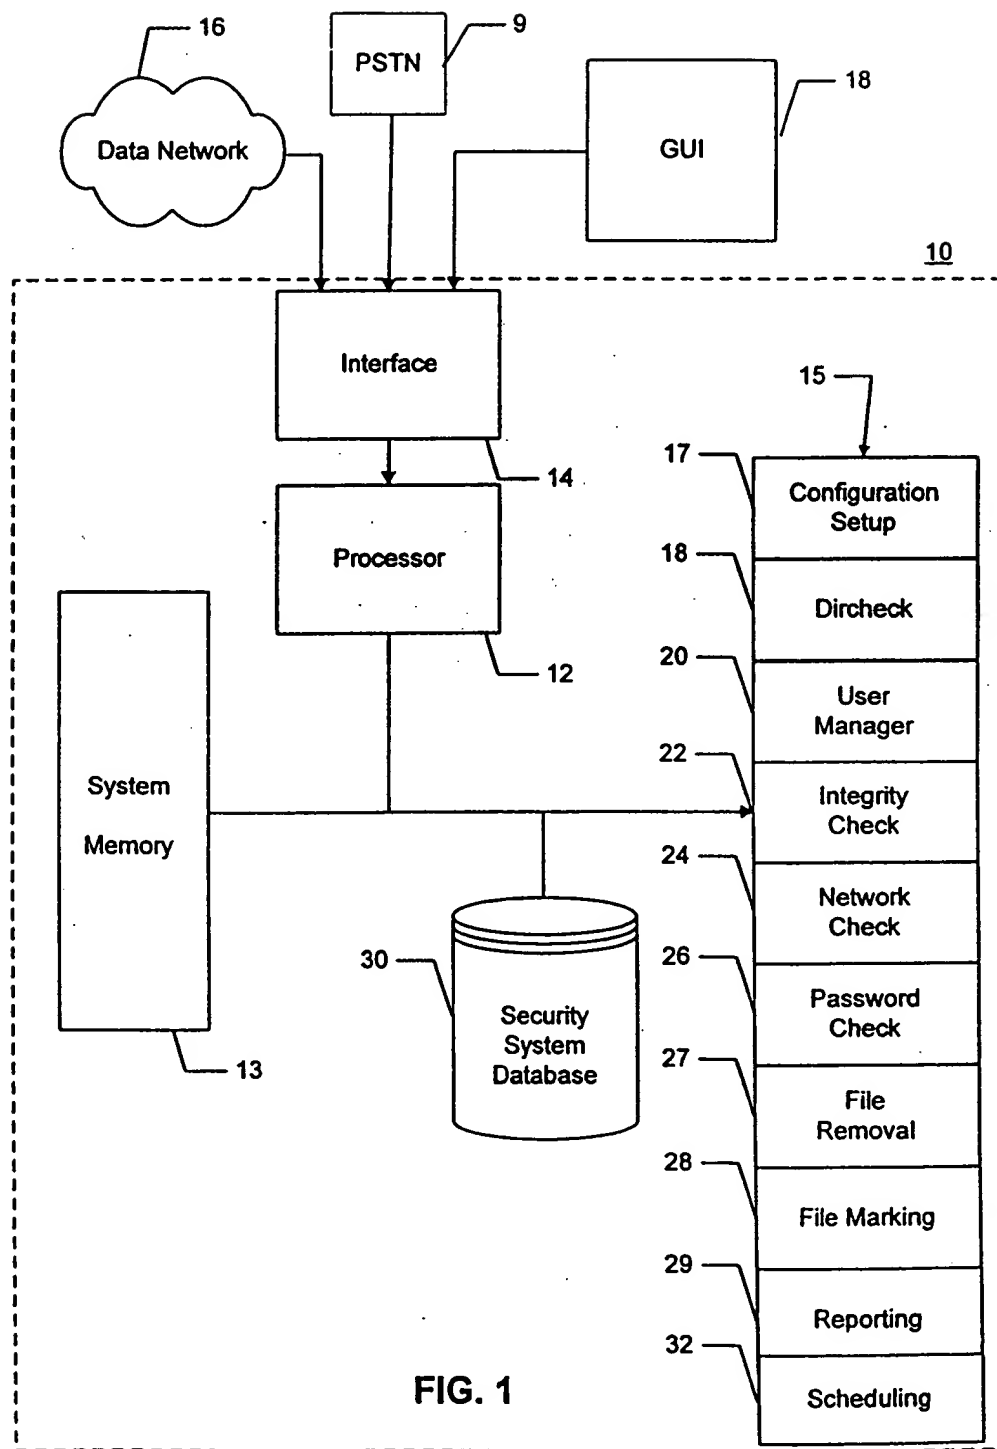 16
9
PSTN
18
Data Network
GUI
10
Interface
15
14
17
Configuration
Setup
Processor
18
Dircheck
12
20
User
Manager
System
Memory
22
Integrity
Check
24
Network
Check
30
Security
System
Database
26
Password
Check
13
27
File
Removal
28
File Marking
29
Reporting
32
FIG. 1
Scheduling